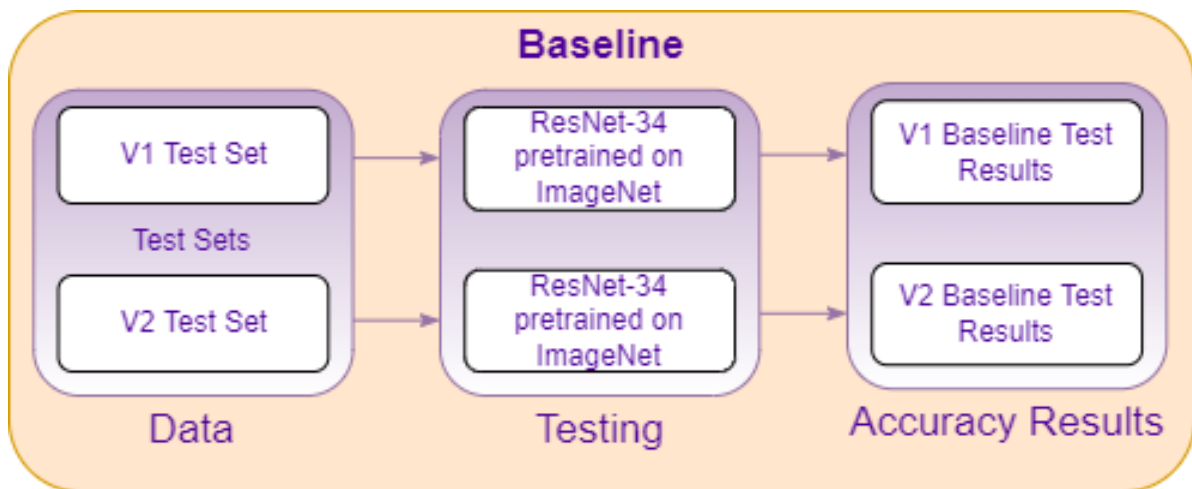 Baseline
V1 Test Set
Test Sets
V2 Test Set
Data
ResNet-34
pretrained on
ImageNet
ResNet-34
pretrained on
ImageNet
Testing
V1 Baseline Test
Results
V2 Baseline Test
Results
Accuracy Results